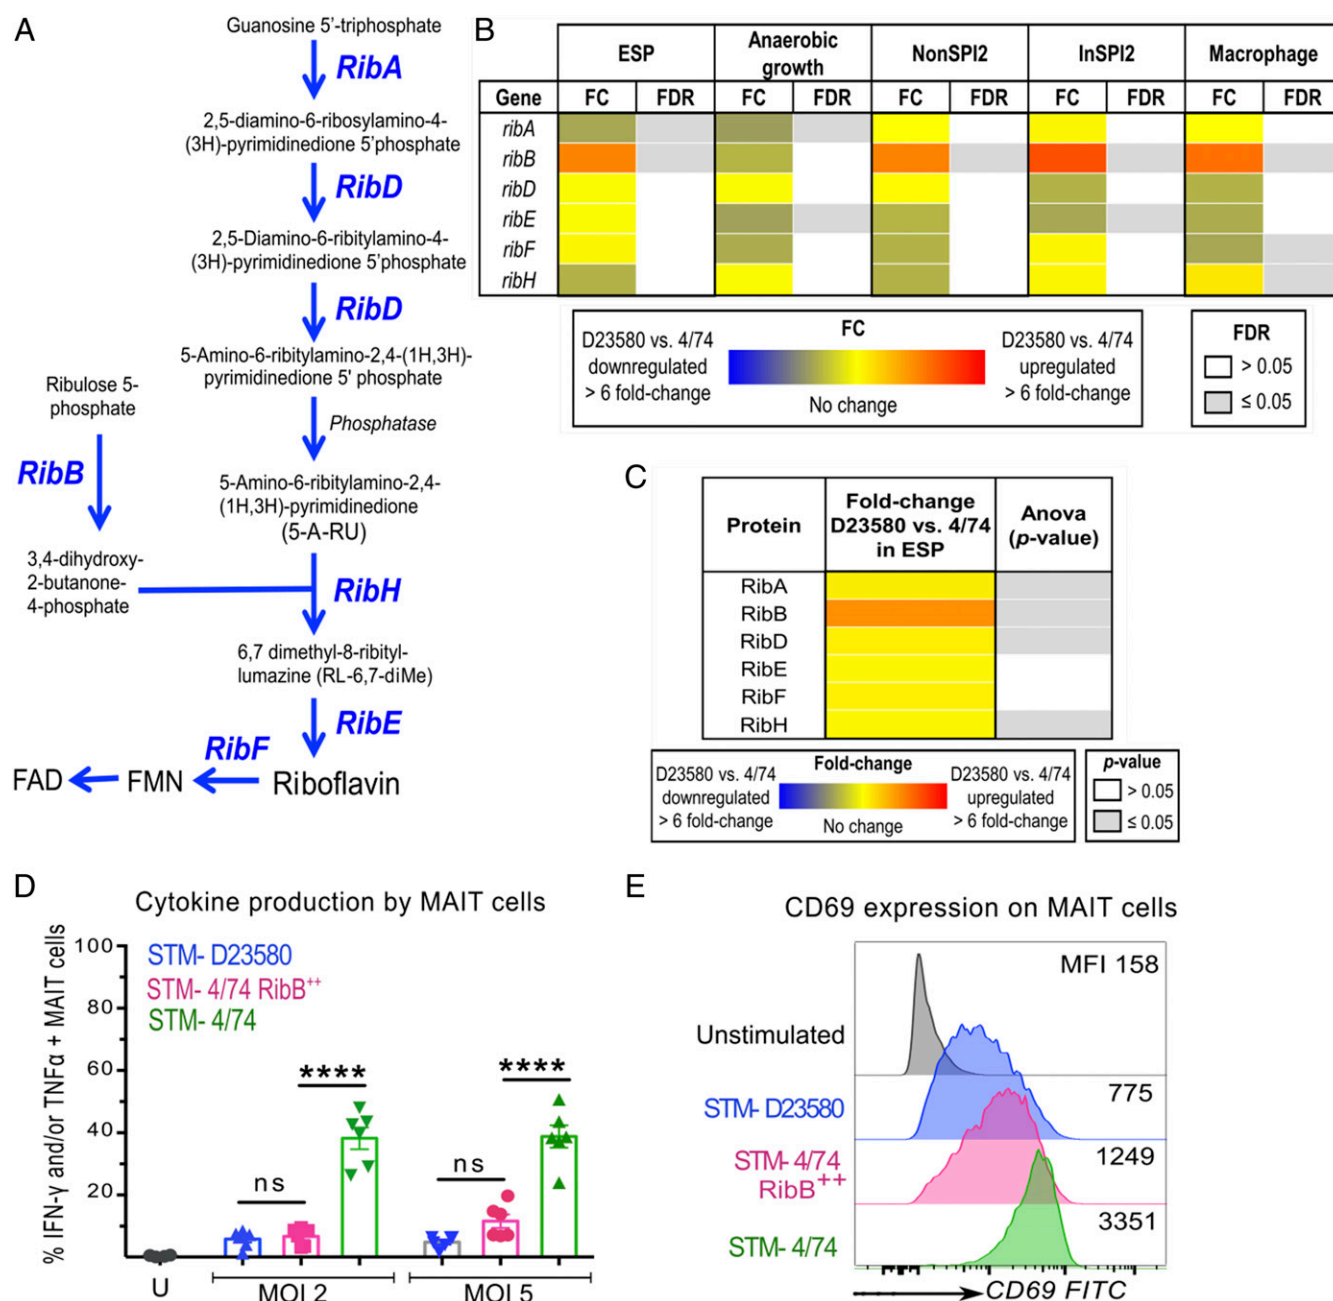 A
Guanosine 5'-triphosphate
RibA
2,5-diamino-6-ribosylamino-4-
(3H)-pyrimidinedione 5'phosphate
RibD
2,5-Diamino-6-ribitylamino-4-
(3H)-pyrimidinedione 5'phosphate
RibD
5-Amino-6-ribitylamino-2,4-(1H,3H)-
pyrimidinedione 5' phosphate
Ribulose 5-
phosphate
Phosphatase
RibB
5-Amino-6-ribitylamino-2,4-
(1H,3H)-pyrimidinedione
(5-A-RU)
3,4-dihydroxy-
2-butanone-
4-phosphate
RibH
6,7 dimethyl-8-ribityl-
lumazine (RL-6,7-diMe)
RibE
RibF
FAD
FMN
Riboflavin
B
ESP
Anaerobic
growth
NonSPI2
InSPI2
Macrophage
Gene FC FDR FC FDR FC FDR FC FDR FC FDR
ribA
ribB
ribD
ribE
ribF
ribH
FC
D23580 vs. 4/74
downregulated
> 6 fold-change
No change
D23580 vs. 4/74
upregulated
> 6 fold-change
FDR
> 0.05
≤ 0.05
C
Protein
Fold-change
D23580 vs. 4/74
in ESP
Anova
(p-value)
RibA
RibB
RibD
RibE
RibF
RibH
Fold-change
D23580 vs. 4/74
downregulated
> 6 fold-change
No change
D23580 vs. 4/74
upregulated
> 6 fold-change
p-value
> 0.05
≤ 0.05
D
Cytokine production by MAIT cells
% IFN-γ and/or TNFα + MAIT cells
100
80
60
40
20
STM- D23580
STM- 4/74 RibB++
STM- 4/74
ns
****
ns
****
U
MOI 2
MOI 5
E
CD69 expression on MAIT cells
MFI 158
Unstimulated
775
STM- D23580
1249
STM- 4/74
RibB++
3351
STM- 4/74
CD69 FITC